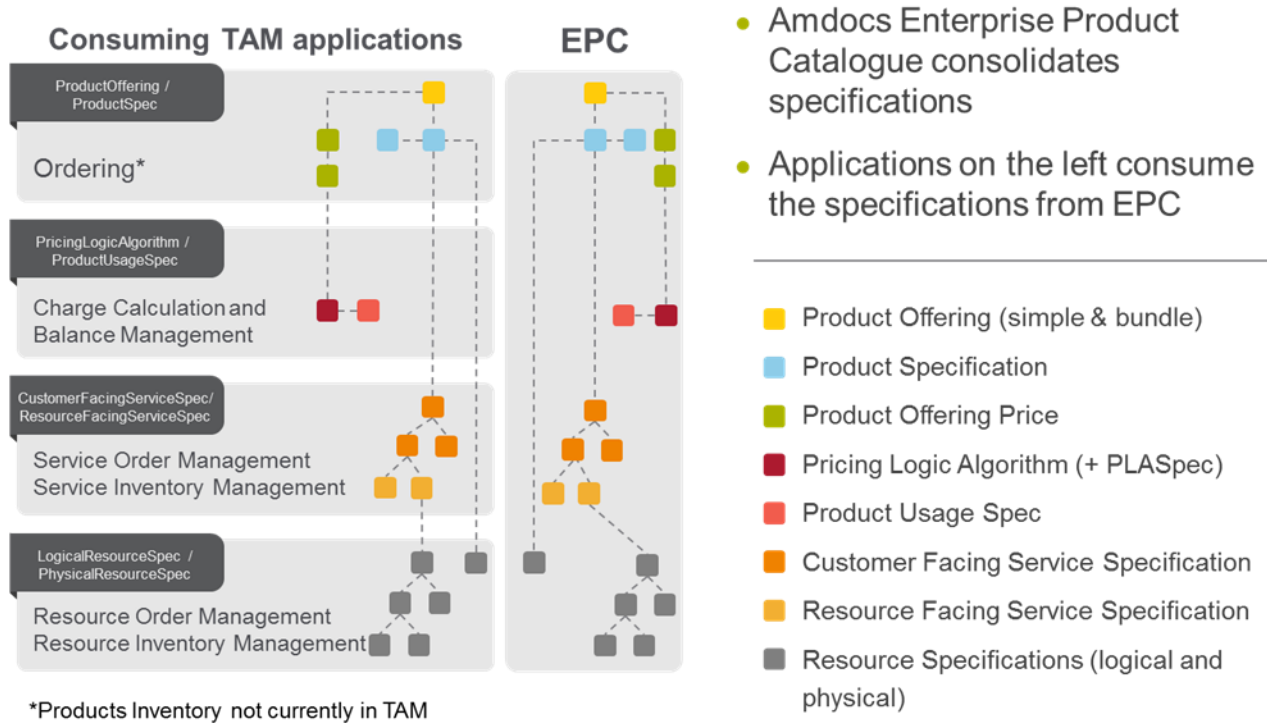 Consuming TAM applications
EPC
ProductOffering /
ProductSpec
Ordering*
PricingLogicAlgorithm /
ProductUsageSpec
Charge Calculation and
Balance Management
CustomerFacingServiceSpec/
ResourceFacingServiceSpec
Service Order Management
Service Inventory Management
LogicalResourceSpec /
PhysicalResourceSpec
Resource Order Management
Resource Inventory Management
*Products Inventory not currently in TAM
Amdocs Enterprise Product
Catalogue consolidates
specifications
Applications on the left consume
the specifications from EPC
Product Offering (simple & bundle)
Product Specification
Product Offering Price
Pricing Logic Algorithm (+ PLASpec)
Product Usage Spec
Customer Facing Service Specification
Resource Facing Service Specification
Resource Specifications (logical and
physical)